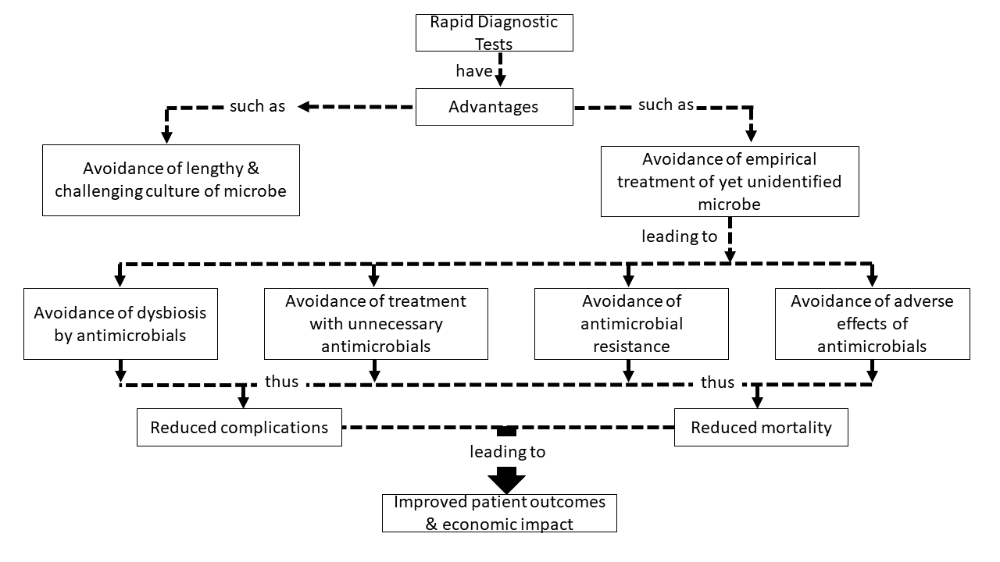 Rapid Diagnostic
Tests
have
Advantages
such as
such as
Avoidance of lengthy &
challenging culture of microbe
Avoidance of empirical
treatment of yet unidentified
microbe
leading to
Avoidance of dysbiosis
by antimicrobials
Avoidance of treatment
with unnecessary
antimicrobials
Avoidance of
antimicrobial
resistance
Avoidance of adverse
effects of
antimicrobials
thus
thus
Reduced complications
Reduced mortality
leading to
Improved patient outcomes
& economic impact